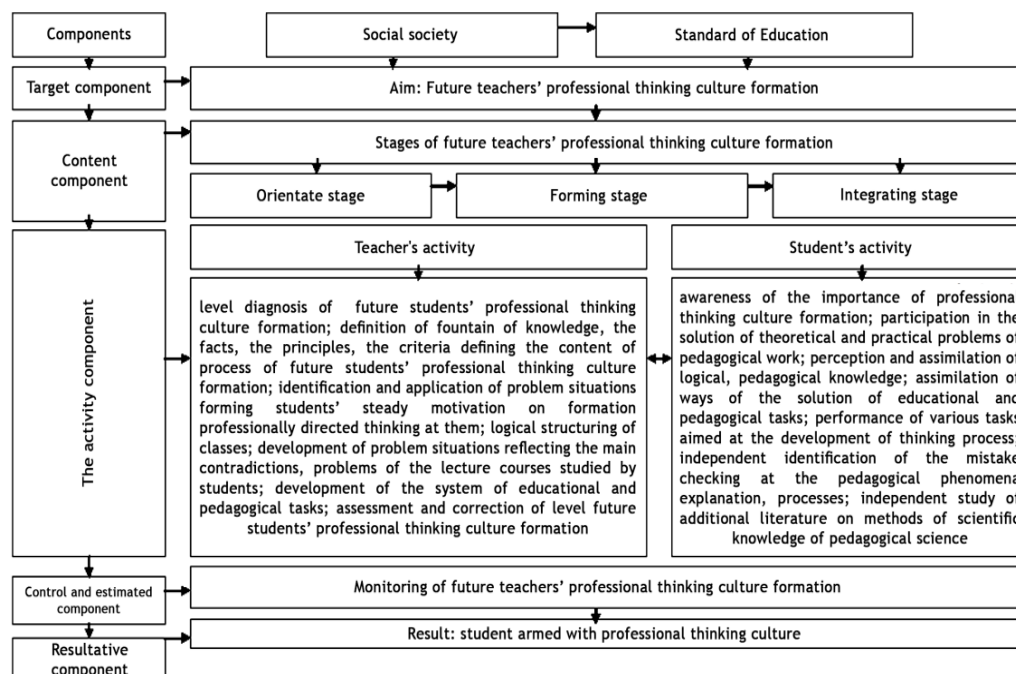 Components
Social society
Standard of Education
Target component
Aim: Future teachers' professional thinking culture formation
Content
component
Stages of future teachers' professional thinking culture formation
Orientate stage
Forming stage
Integrating stage
The activity component
Teacher's activity
Student's activity
level diagnosis of future students' professional thinking
culture formation; definition of fountain of knowledge, the
facts, the principles, the criteria defining the content of
process of future students' professional thinking culture
formation; identification and application of problem situations
forming students' steady motivation on formation
professionally directed thinking at them; logical structuring of
classes; development of problem situations reflecting the main
contradictions, problems of the lecture courses studied by
students; development of the system of educational and
pedagogical tasks; assessment and correction of level future
students' professional thinking culture formation
awareness of the importance of professional
thinking culture formation; participation in the
solution of theoretical and practical problems of
pedagogical work; perception and assimilation of
logical, pedagogical knowledge; assimilation of
ways of the solution of educational and
pedagogical tasks; performance of various tasks
aimed at the development of thinking process;
independent identification of the mistake
checking at the pedagogical phenomena
explanation, processes; independent study of
additional literature on methods of scientific
knowledge of pedagogical science
Control and estimated
component
Monitoring of future teachers' professional thinking culture formation
Resultative
component
Result: student armed with professional thinking culture